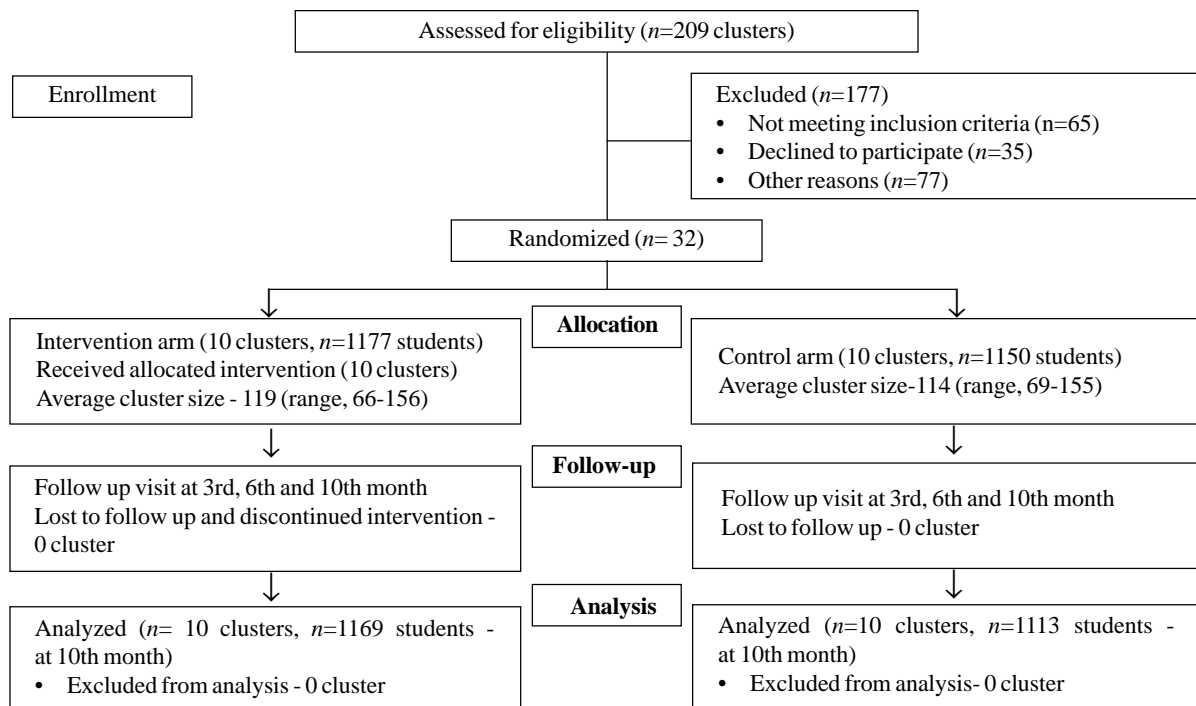 Assessed for eligibility (n=209 clusters)
Enrollment
Excluded (n=177)
• Not meeting inclusion criteria (n=65)
• Declined to participate (n=35)
• Other reasons (n=77)
Randomized (n= 32)
Allocation
Intervention arm (10 clusters, n=1177 students)
Received allocated intervention (10 clusters)
Average cluster size - 119 (range, 66-156)
Control arm (10 clusters, n=1150 students)
Average cluster size-114 (range, 69-155)
Follow-up
Follow up visit at 3rd, 6th and 10th month
Lost to follow up and discontinued intervention -
0 cluster
Follow up visit at 3rd, 6th and 10th month
Lost to follow up - 0 cluster
Analysis
Analyzed (n= 10 clusters, n=1169 students -
at 10th month)
• Excluded from analysis - 0 cluster
Analyzed (n=10 clusters, n=1113 students -
at 10th month)
• Excluded from analysis- 0 cluster